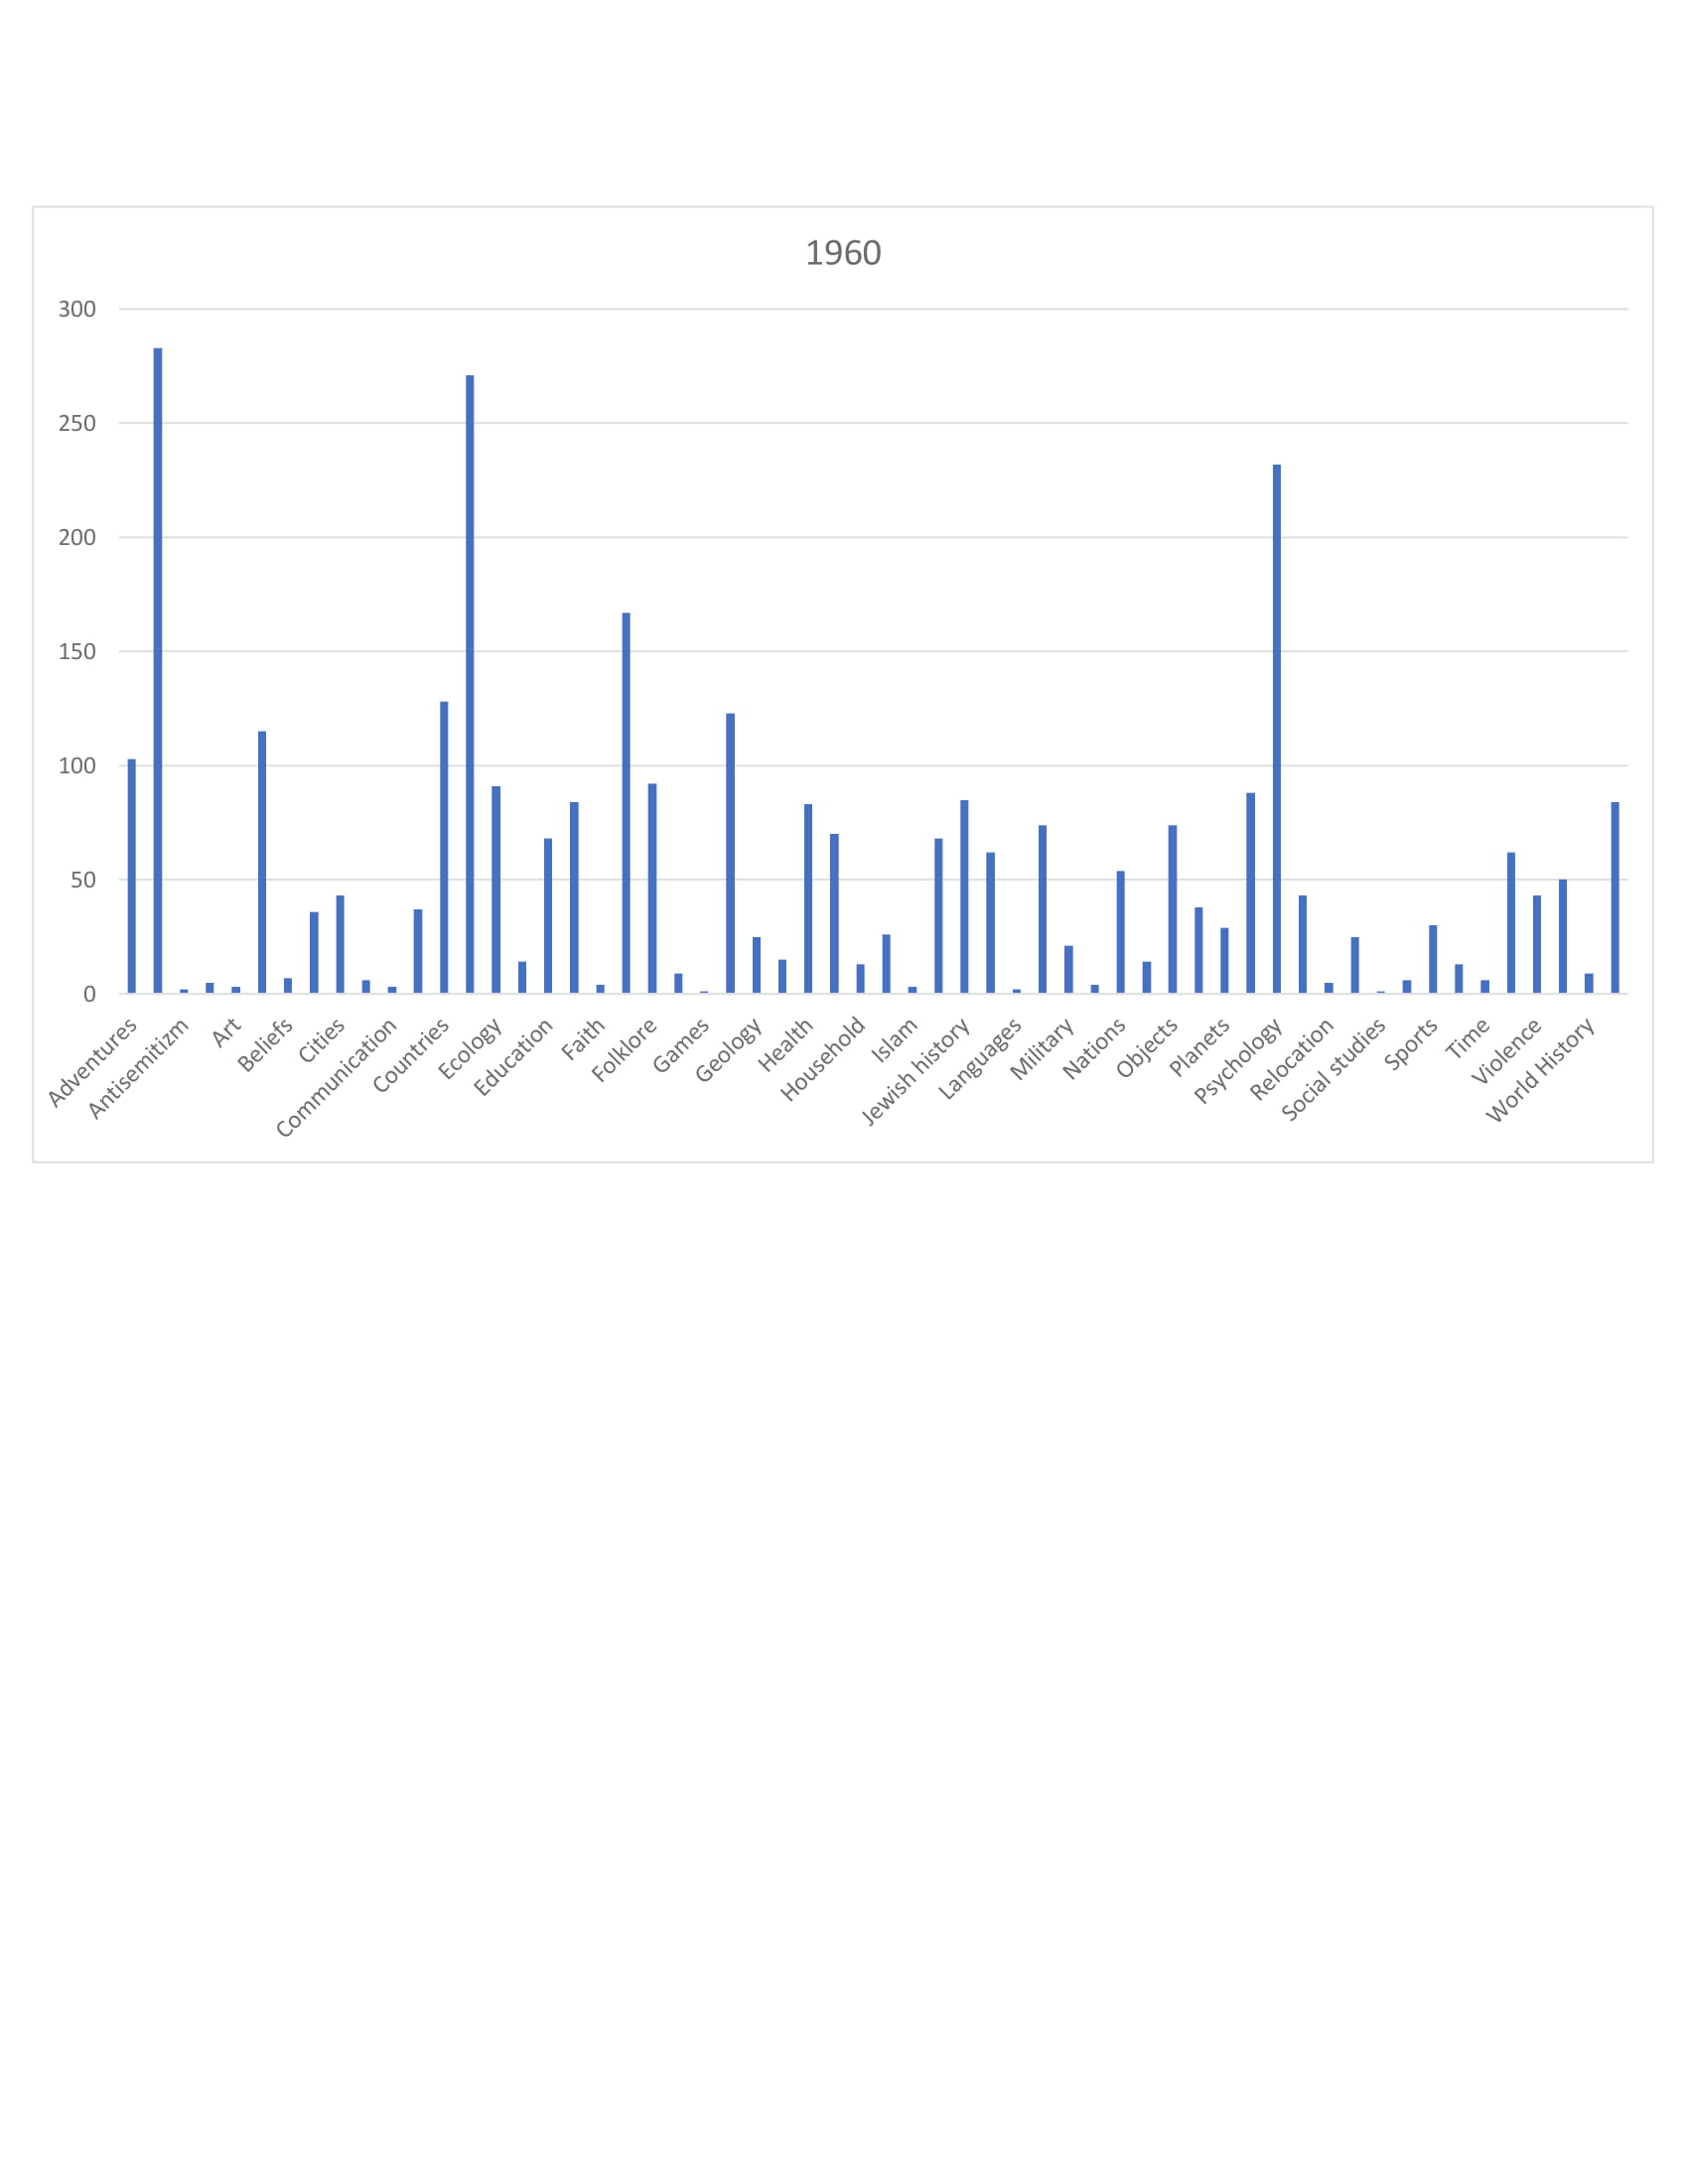 1960
300
250
200
150
100
50
0
Adventures
Antisemitizm
Art
Beliefs
Cities
Communication
Countries
Ecology
Education
Faith
Folklore
Games
Geology
Health
Household
Islam
Jewish history
Languages
Military
Nations
Objects
Planets
Psychology
Relocation
Social studies
Sports
Time
Violence
World History